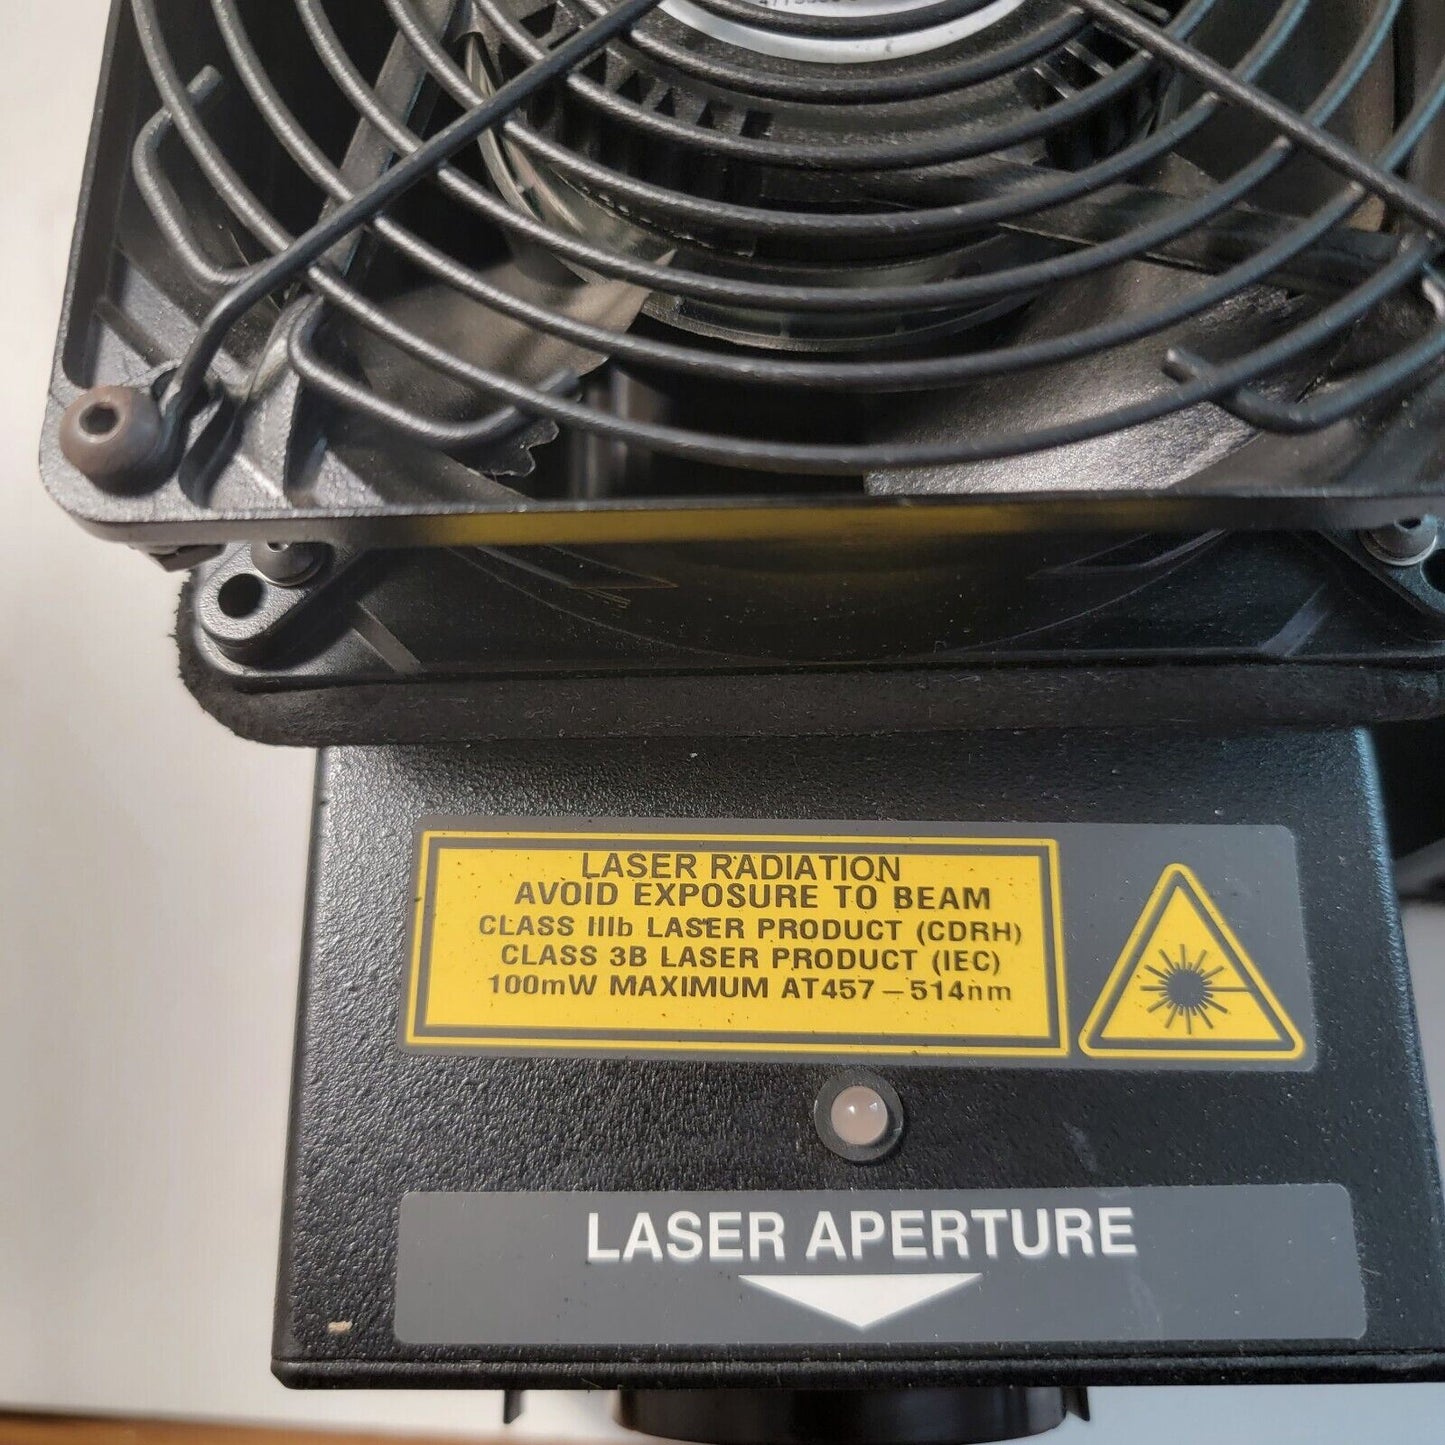 LASER RADIATION
AVOID EXPOSURE TO BEAM
CLASS IIIb LASER PRODUCT (CDRH)
CLASS 3B LASER PRODUCT (IEC)
100mW MAXIMUM AT457–514nm
LASER APERTURE